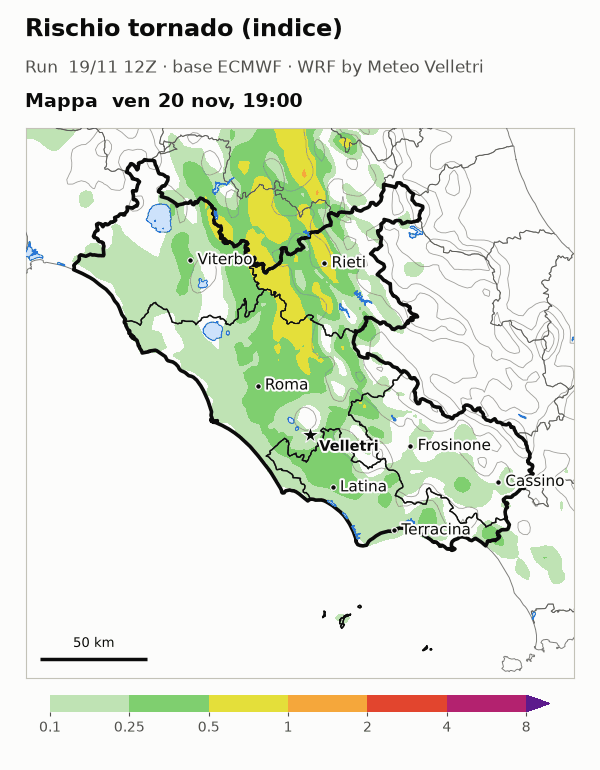 Rischio tornado (indice)
Run  19/11 12Z · base ECMWF · WRF by Meteo Velletri
Mappa  ven 20 nov, 19:00
Viterbo
Rieti
Roma
Velletri
Frosinone
Latina
Cassino
Terracina
50 km
0.1 0.25 0.5 1 2 4 8